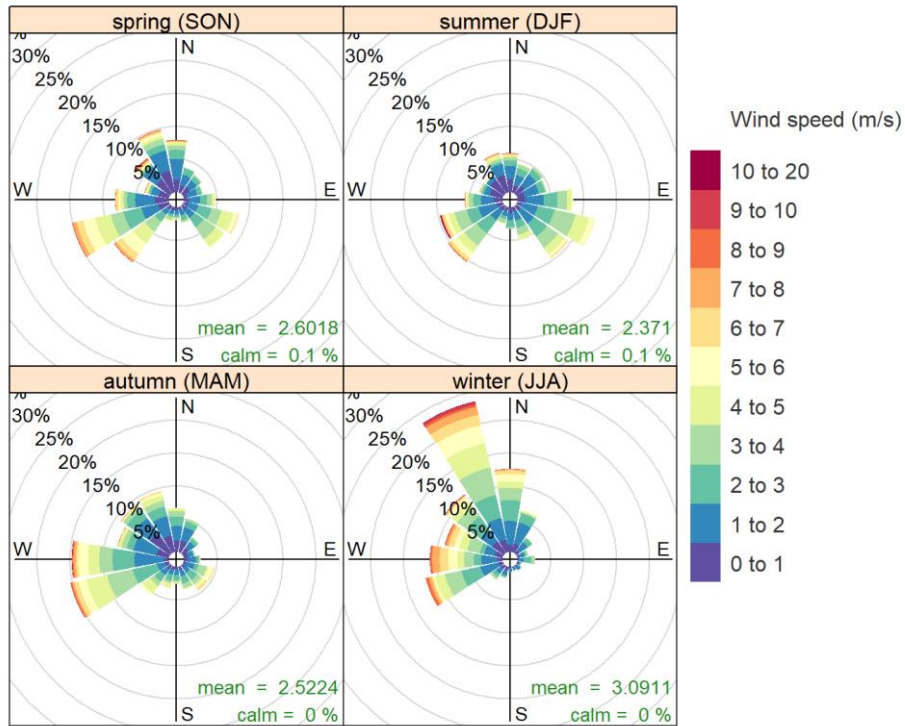 spring (SON)
summer (DJF)
%
30%
25%
20%
15%
10%
5%
N
W
E
S
mean = 2.6018
calm = 0.1 %
30%
25%
20%
15%
10%
5%
N
W
E
S
mean = 2.371
calm = 0.1 %
autumn (MAM)
winter (JJA)
%
30%
25%
20%
15%
10%
5%
N
W
E
S
mean = 2.5224
calm = 0 %
%
30%
25%
20%
15%
10%
5%
N
W
E
S
mean = 3.0911
calm = 0 %
Wind speed (m/s)
10 to 20
9 to 10
8 to 9
7 to 8
6 to 7
5 to 6
4 to 5
3 to 4
2 to 3
1 to 2
0 to 1